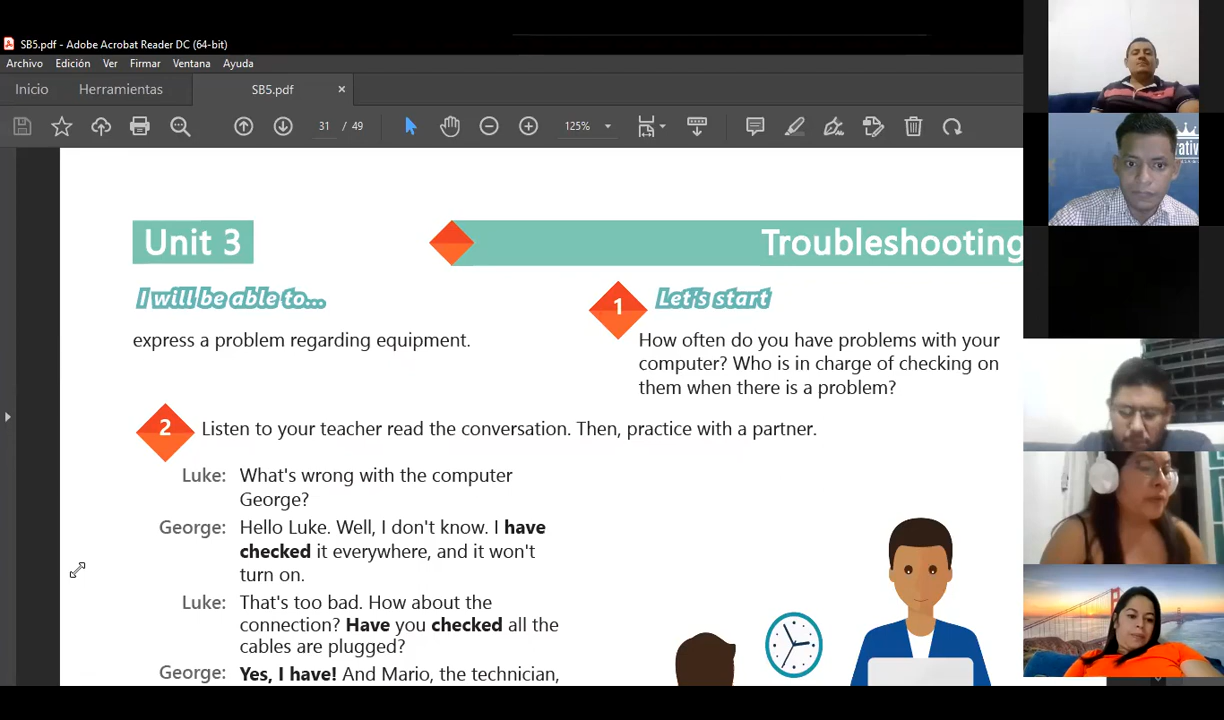 SB5.pdf - Adobe Acrobat Reader DC (64-bit)
Archivo Edición Ver Firmar Ventana Ayuda
Inicio Herramientas SB5.pdf ×
31 / 49 125%
Unit 3
Troubleshooting
I will be able to...
express a problem regarding equipment.
1 Let's start
How often do you have problems with your
computer? Who is in charge of checking on
them when there is a problem?
2 Listen to your teacher read the conversation. Then, practice with a partner.
Luke: What's wrong with the computer
George?
George: Hello Luke. Well, I don't know. I have
checked it everywhere, and it won't
turn on.
Luke: That's too bad. How about the
connection? Have you checked all the
cables are plugged?
George: Yes, I have! And Mario, the technician,